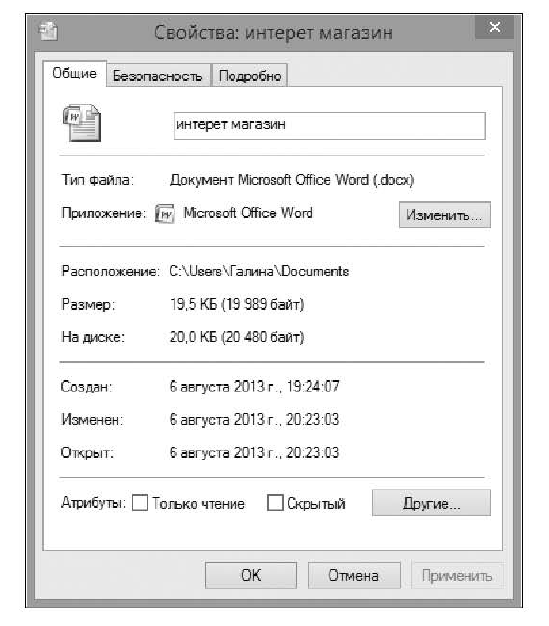 Свойства: интерет магазин
Общие Безопасность Подробно
интерет магазин
Тип файла: Документ Microsoft Office Word (.docx)
Приложение: Microsoft Office Word Изменить...
Расположение: C:\Users\Галина\Documents
Размер: 19,5 КБ (19 989 байт)
На диске: 20,0 КБ (20 480 байт)
Создан: 6 августа 2013 г., 19:24:07
Изменен: 6 августа 2013 г., 20:23:03
Открыт: 6 августа 2013 г., 20:23:03
Атрибуты: Только чтение Скрытый Другие...
OK Отмена Применить